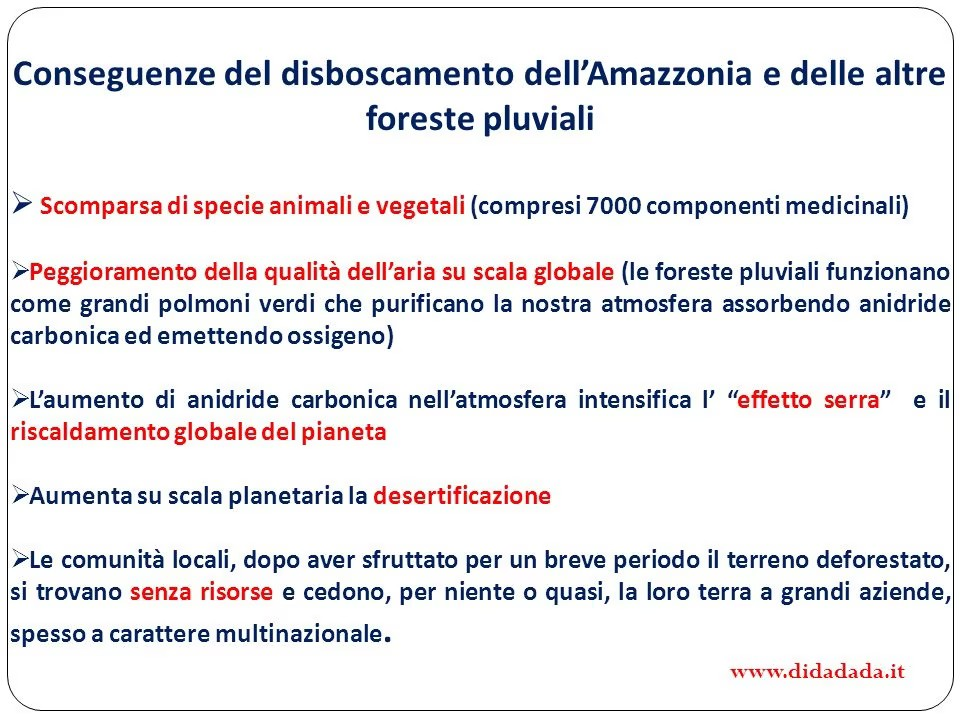 Conseguenze del disboscamento dell’Amazzonia e delle altre
foreste pluviali
➢ Scomparsa di specie animali e vegetali (compresi 7000 componenti medicinali)
➢Peggioramento della qualità dell’aria su scala globale (le foreste pluviali funzionano
come grandi polmoni verdi che purificano la nostra atmosfera assorbendo anidride
carbonica ed emettendo ossigeno)
➢L’aumento di anidride carbonica nell’atmosfera intensifica l’ “effetto serra” e il
riscaldamento globale del pianeta
➢Aumenta su scala planetaria la desertificazione
➢Le comunità locali, dopo aver sfruttato per un breve periodo il terreno deforestato,
si trovano senza risorse e cedono, per niente o quasi, la loro terra a grandi aziende,
spesso a carattere multinazionale.
www.didadada.it